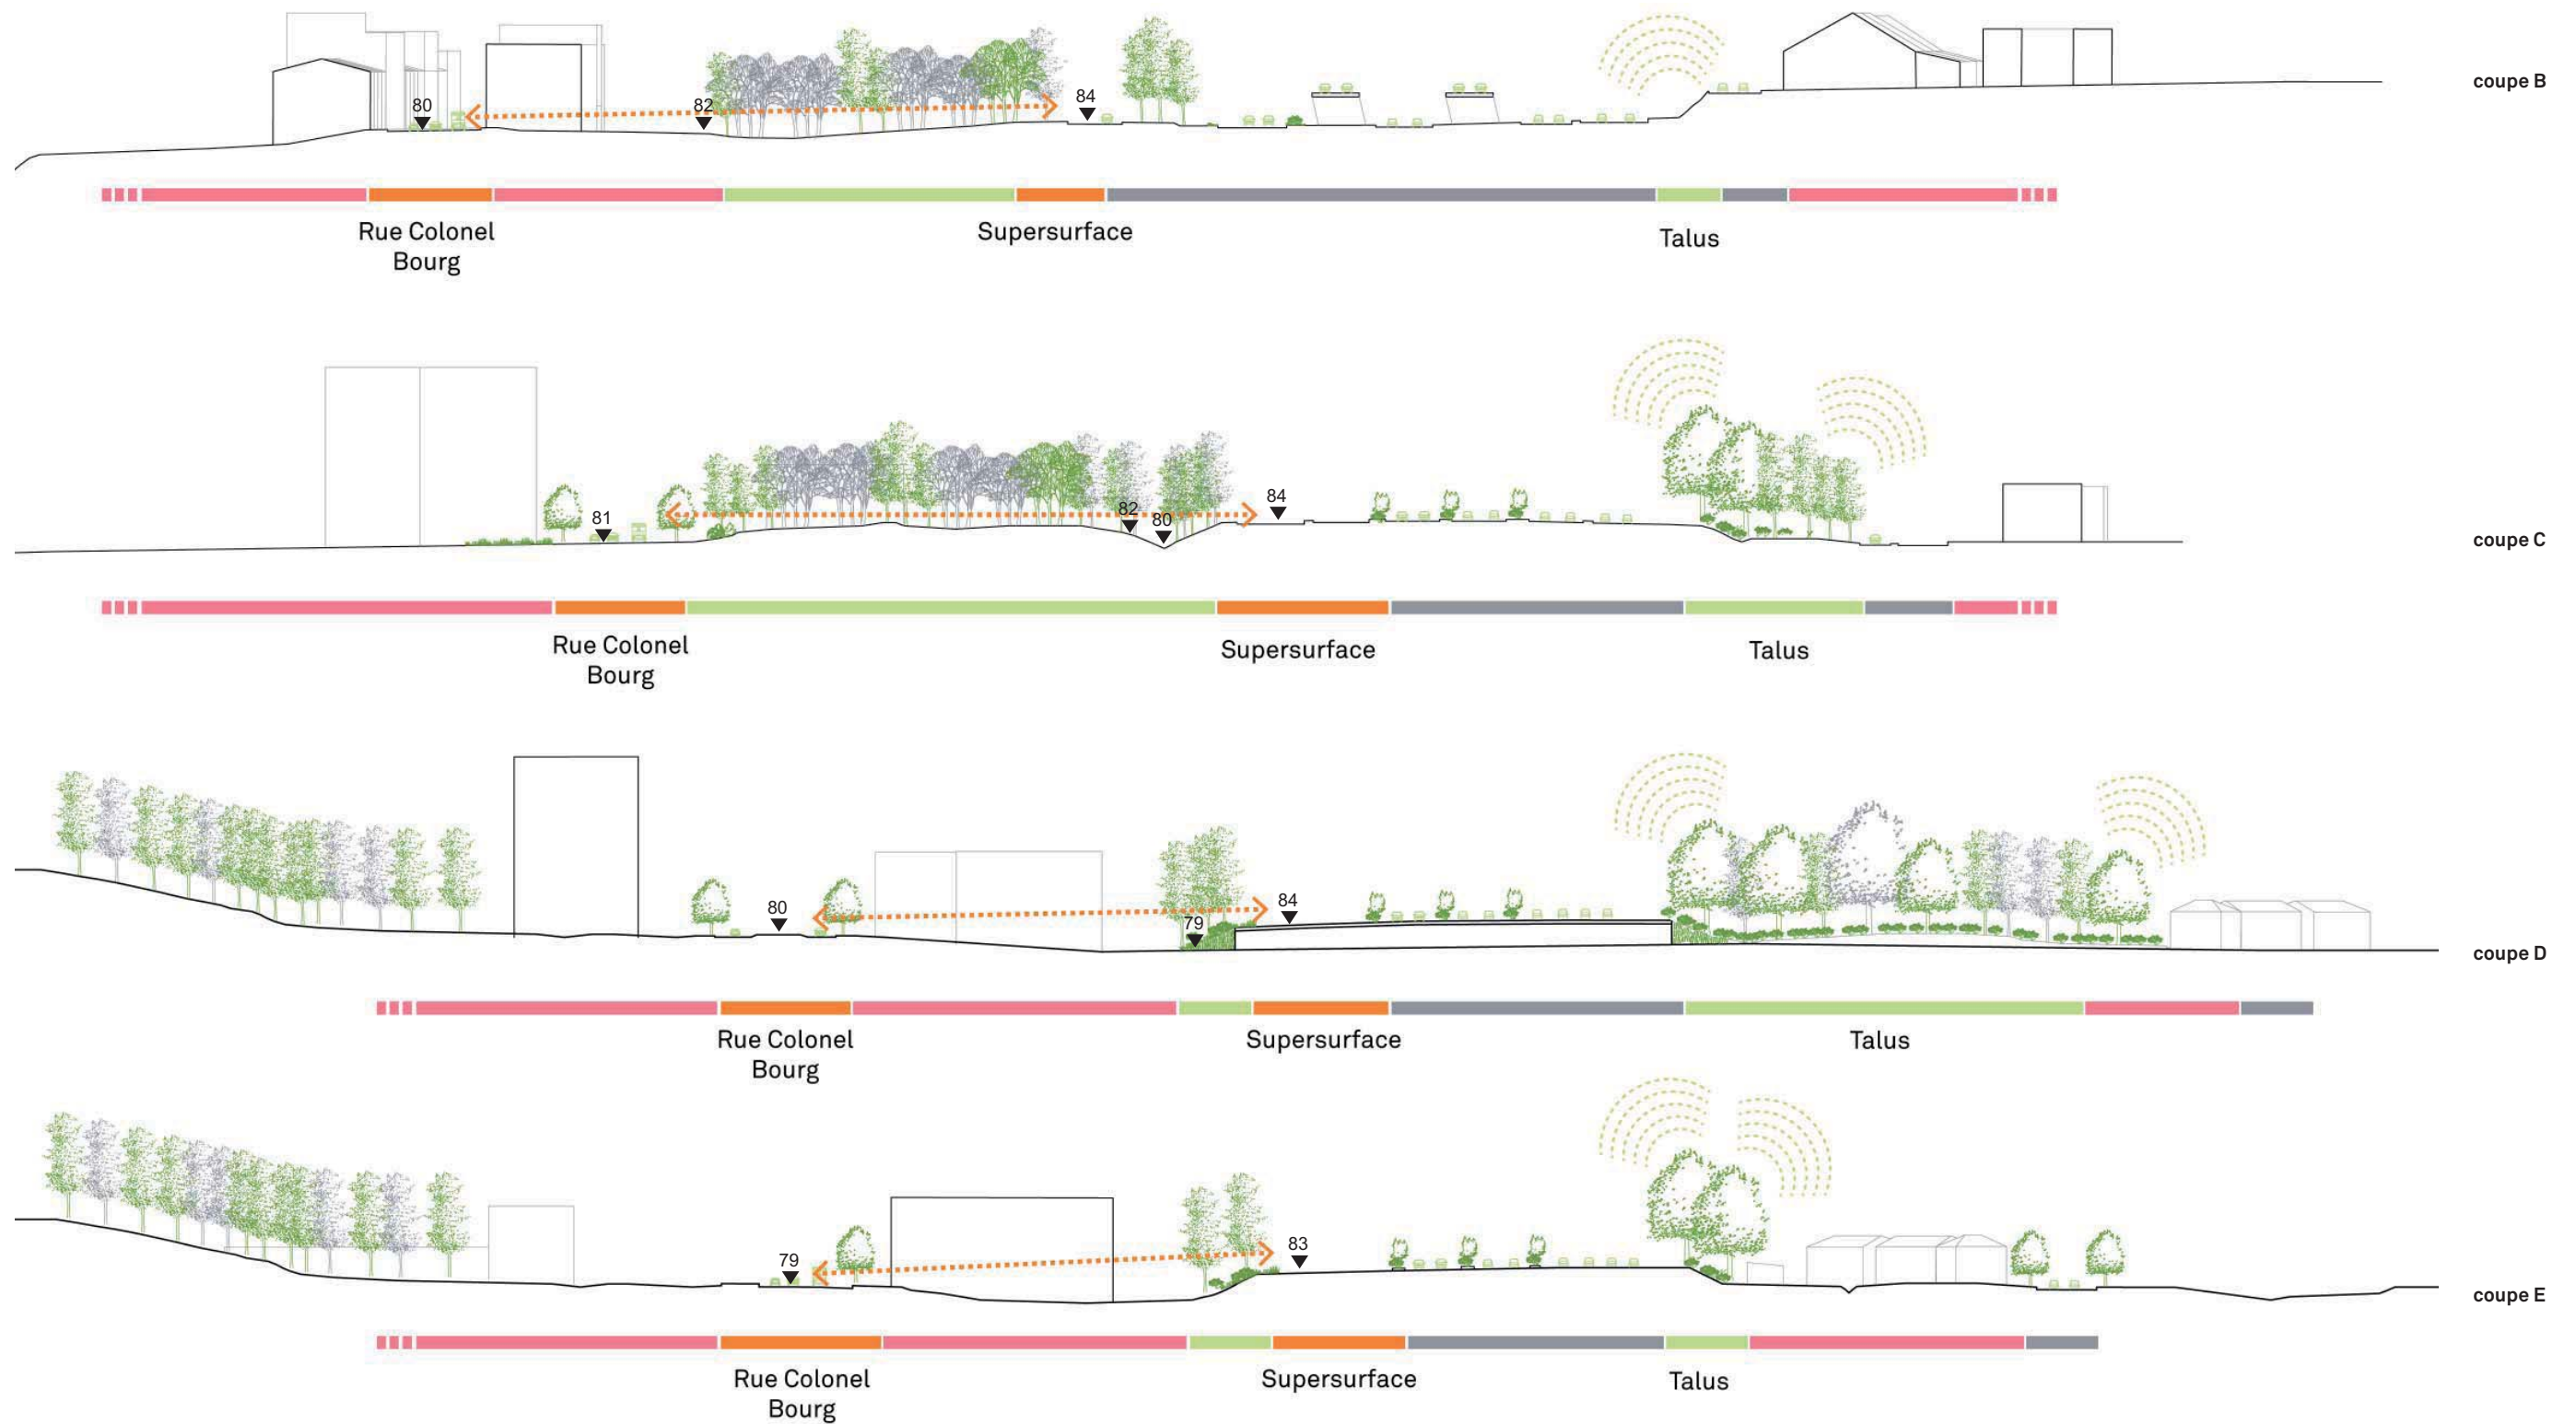 80
82
84
coupe B
Rue Colonel
Bourg
Supersurface
Talus
81
82
80
84
coupe C
Rue Colonel
Bourg
Supersurface
Talus
80
79
84
coupe D
Rue Colonel
Bourg
Supersurface
Talus
79
83
coupe E
Rue Colonel
Bourg
Supersurface
Talus